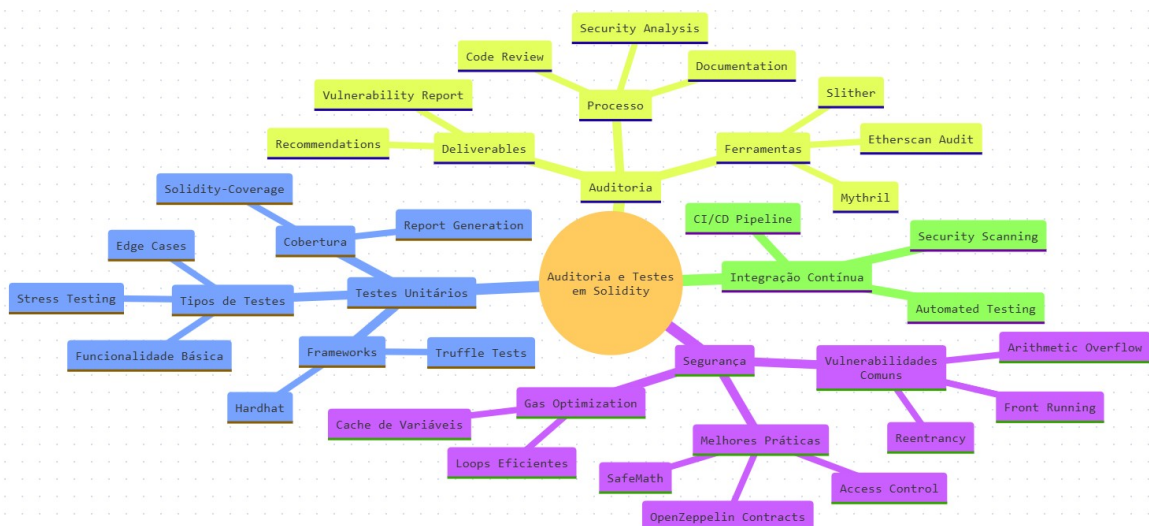 Security Analysis
Code Review
Documentation
Vulnerability Report
Processo
Slither
Recommendations
Deliverables
Ferramentas
Etherscan Audit
Auditoria
Mythril
Solidity-Coverage
Report Generation
CI/CD Pipeline
Security Scanning
Edge Cases
Cobertura
Auditoria e Testes
em Solidity
Integração Contínua
Stress Testing
Tipos de Testes
Testes Unitários
Automated Testing
Funcionalidade Básica
Frameworks
Truffle Tests
Segurança
Vulnerabilidades
Comuns
Arithmetic Overflow
Hardhat
Gas Optimization
Front Running
Cache de Variáveis
Melhores Práticas
Reentrancy
Loops Eficientes
SafeMath
Access Control
OpenZeppelin Contracts